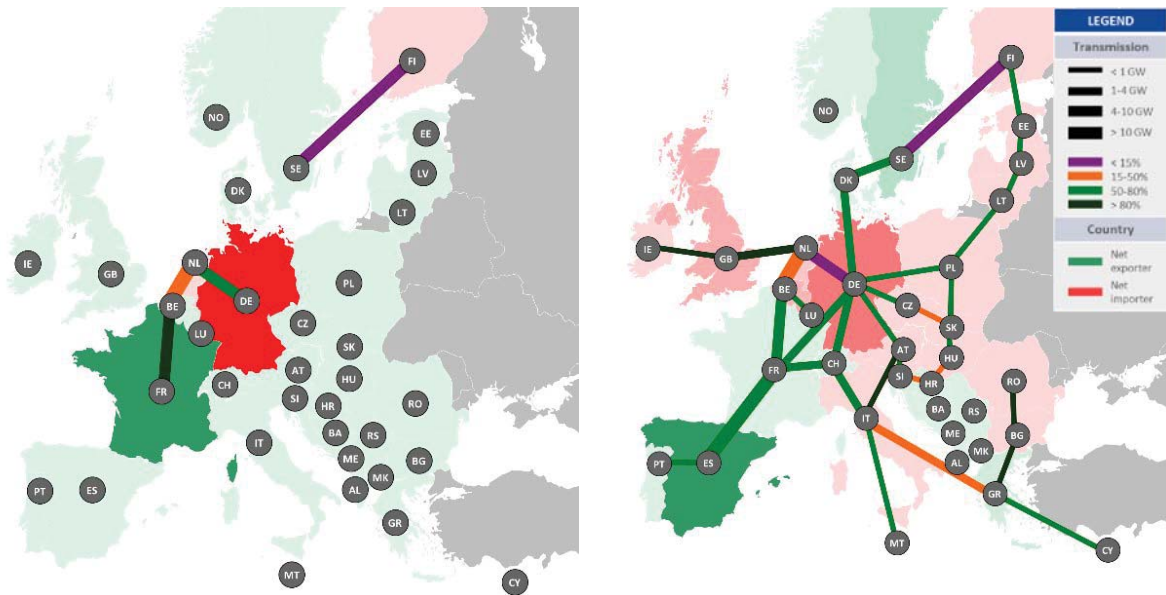 FI
NO
EE
SE
LV
DK
LT
NL
IE
GB
PL
DE
BE
CZ
LU
SK
AT
CH
HU
FR
SI
HR
RO
BA
RS
IT
ME
BG
MK
PT
ES
AL
GR
MT
CY
LEGEND
Transmission
< 1 GW
1-4 GW
4-10 GW
> 10 GW
< 15%
15-50%
50-80%
> 80%
Country
Net
exporter
Net
importer
FI
NO
EE
SE
LV
DK
LT
IE
NL
GB
PL
DE
BE
CZ
LU
SK
AT
HU
CH
FR
SI
HR
RO
BA
RS
IT
ME
BG
MK
PT
ES
AL
GR
MT
CY